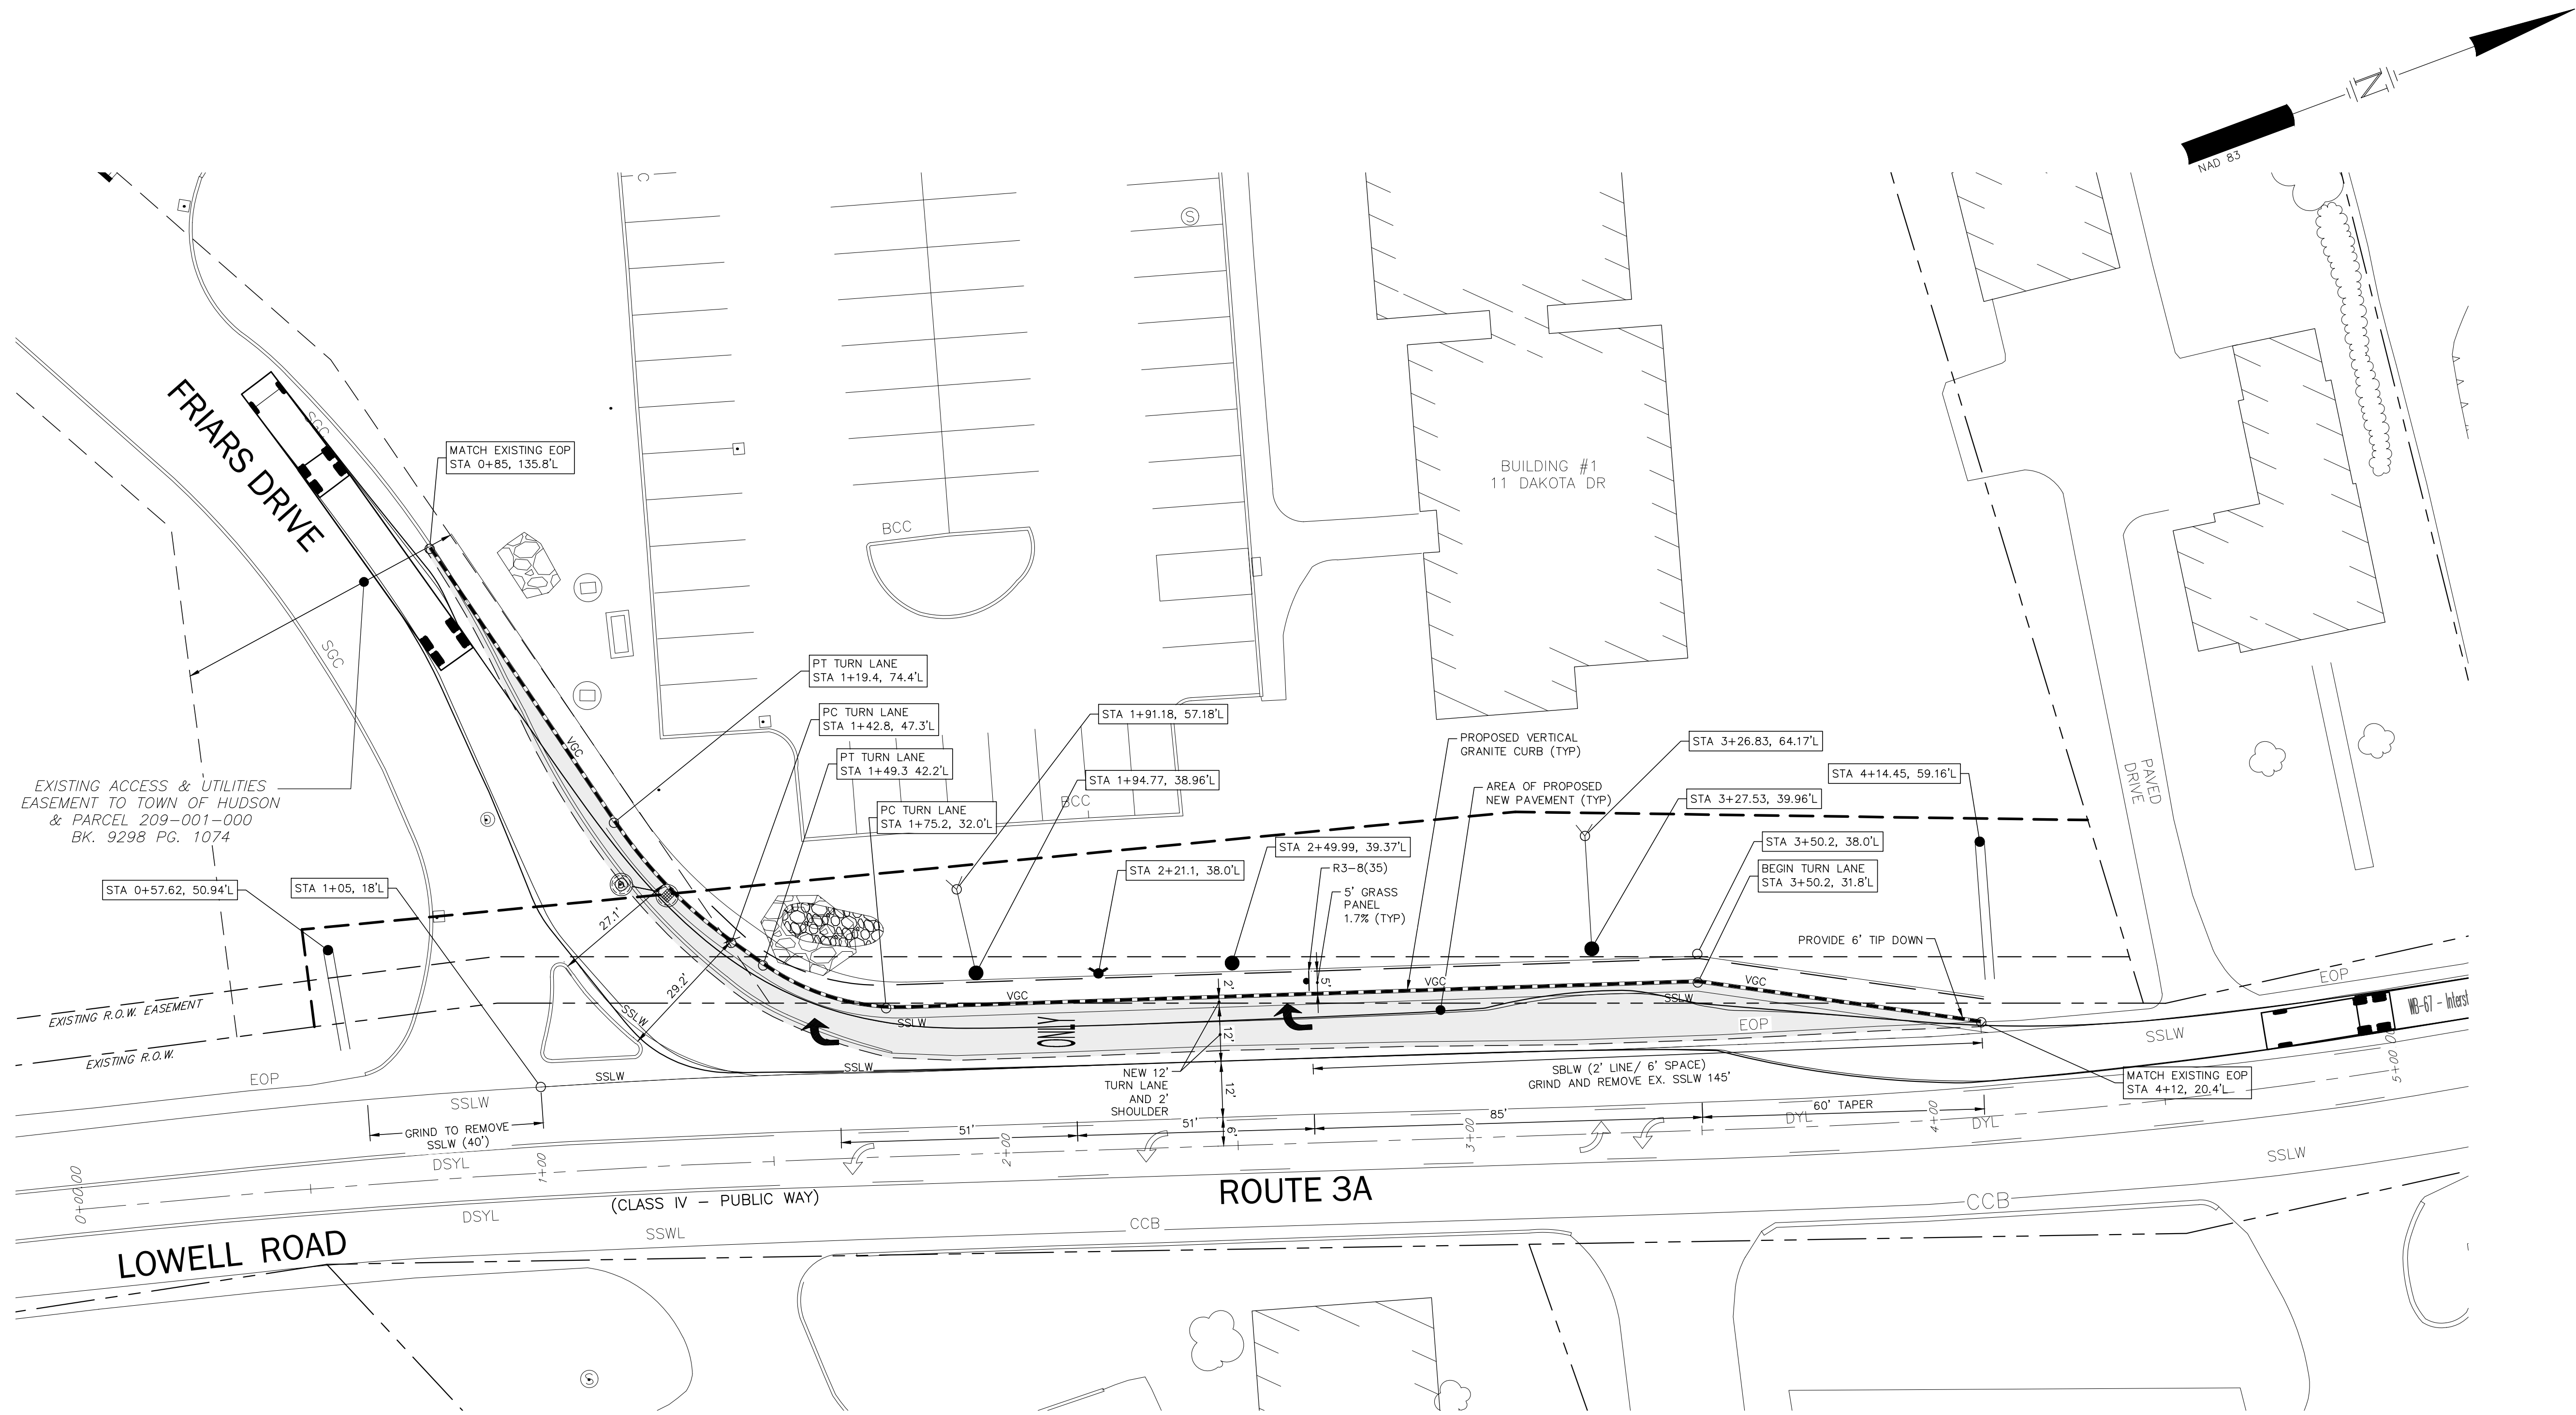 N
NAD 83
C
S
FRIARS DRIVE
SGC
MATCH EXISTING EOP
STA 0+85, 135.8'L
BUILDING #1
11 DAKOTA DR
BCC
SGC
PT TURN LANE
STA 1+19.4, 74.4'L
PC TURN LANE
STA 1+42.8, 47.3'L
PT TURN LANE
STA 1+49.3 42.2'L
PC TURN LANE
STA 1+75.2, 32.0'L
STA 1+91.18, 57.18'L
STA 1+94.77, 38.96'L
BCC
STA 2+21.1, 38.0'L
STA 2+49.99, 39.37'L
R3-8(35)
5' GRASS
PANEL
1.7% (TYP)
PROPOSED VERTICAL
GRANITE CURB (TYP)
AREA OF PROPOSED
NEW PAVEMENT (TYP)
STA 3+26.83, 64.17'L
STA 3+27.53, 39.96'L
STA 3+50.2, 38.0'L
BEGIN TURN LANE
STA 3+50.2, 31.8'L
STA 4+14.45, 59.16'L
PROVIDE 6' TIP DOWN
PAVED
DRIVE
VGC
EXISTING ACCESS & UTILITIES
EASEMENT TO TOWN OF HUDSON
& PARCEL 209-001-000
BK. 9298 PG. 1074
STA 0+57.62, 50.94'L
STA 1+05, 18'L
27.1'
29.2'
EXISTING R.O.W. EASEMENT
EXISTING R.O.W.
EOP
SSLW
SSLW
SSLW
SSLW
SSLW
VGC
VGC
VGC
SSLW
EOP
EOP
SSLW
WB-67 - Interst
ONLY
2'
5'
12'
12'
6'
NEW 12'
TURN LANE
AND 2'
SHOULDER
SBLW (2' LINE/ 6' SPACE)
GRIND AND REMOVE EX. SSLW 145'
MATCH EXISTING EOP
STA 4+12, 20.4'L
GRIND TO REMOVE
SSLW (40')
51'
51'
85'
60' TAPER
DYL
DYL
DSYL
DSYL
0+00.00
1+00
2+00
3+00
4+00
5+00
(CLASS IV - PUBLIC WAY)
ROUTE 3A
LOWELL ROAD
SSWL
CCB
CCB
SSLW
S